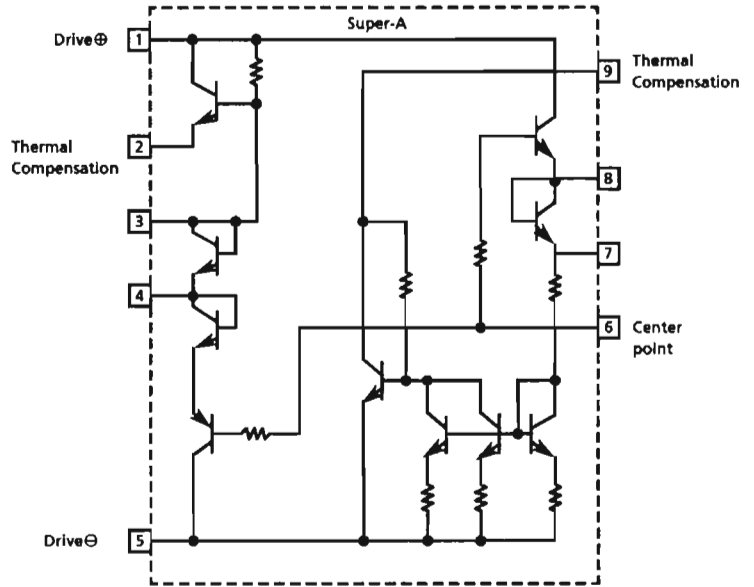 Super-A
Drive⊕
1
9
Thermal
Compensation
2
Thermal
Compensation
8
3
7
4
6
Center
point
Drive⊖
5